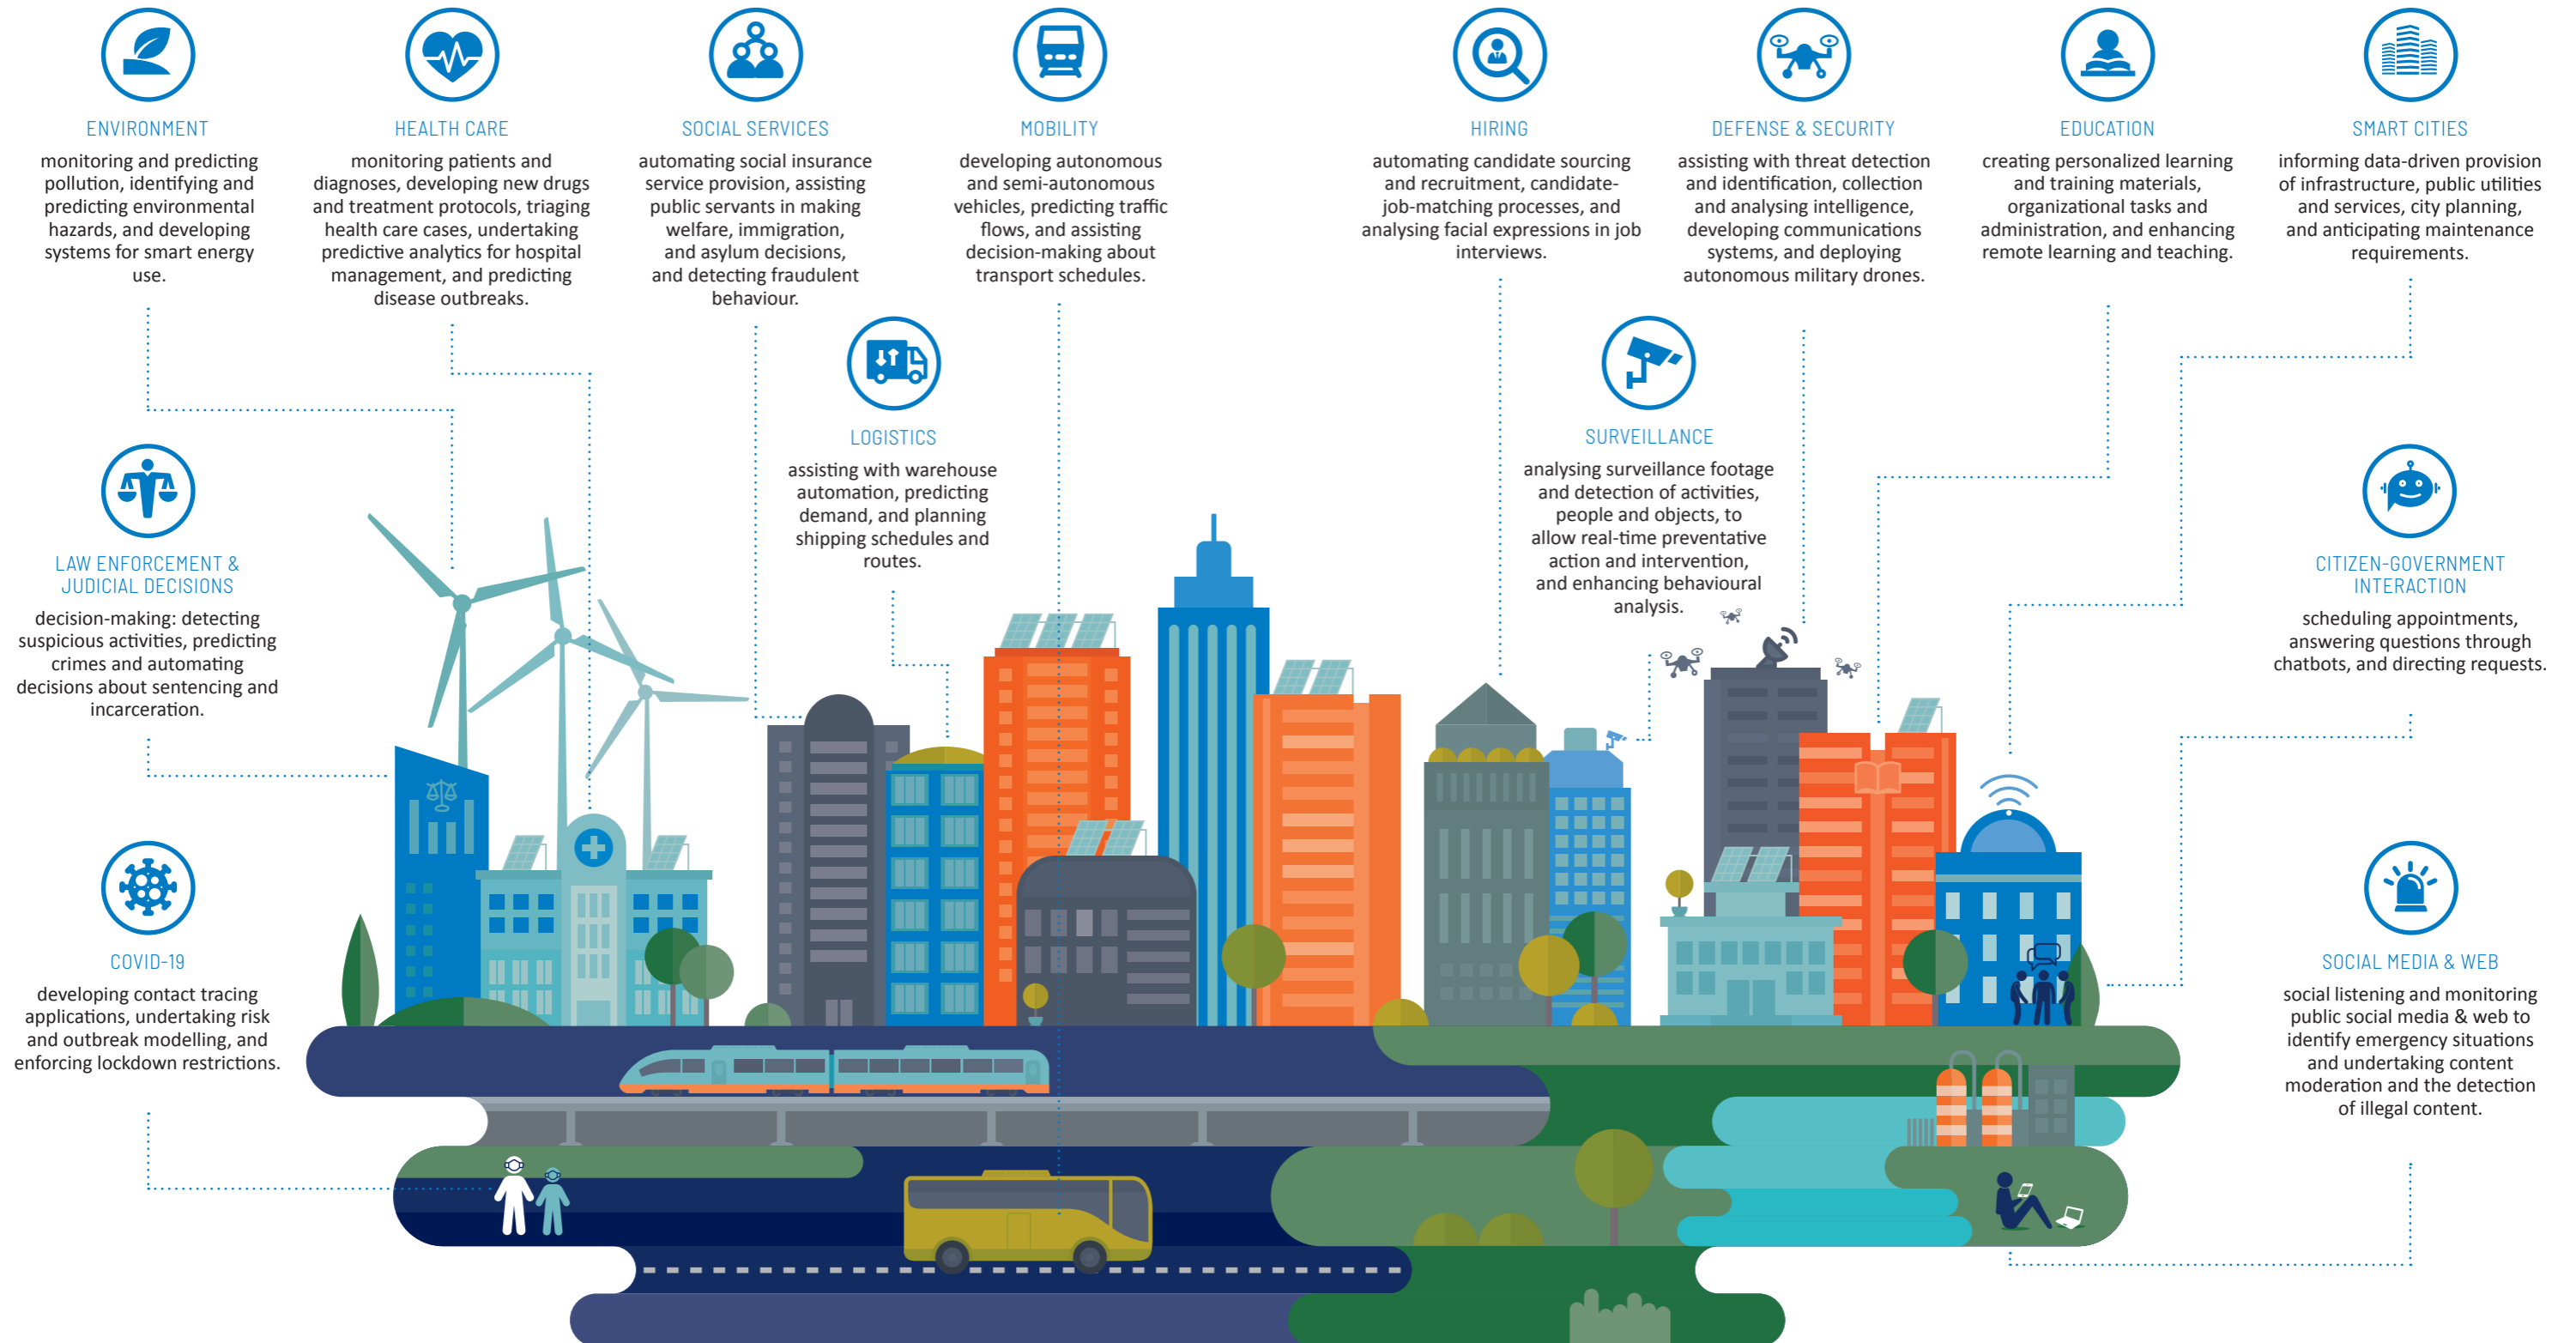 ENVIRONMENT
monitoring and predicting
pollution, identifying and
predicting environmental
hazards, and developing
systems for smart energy
use.
HEALTH CARE
monitoring patients and
diagnoses, developing new drugs
and treatment protocols, triaging
health care cases, undertaking
predictive analytics for hospital
management, and predicting
disease outbreaks.
SOCIAL SERVICES
automating social insurance
service provision, assisting
public servants in making
welfare, immigration,
and asylum decisions,
and detecting fraudulent
behaviour.
MOBILITY
developing autonomous
and semi-autonomous
vehicles, predicting traffic
flows, and assisting
decision-making about
transport schedules.
HIRING
automating candidate sourcing
and recruitment, candidate-
job-matching processes, and
analysing facial expressions in job
interviews.
DEFENSE & SECURITY
assisting with threat detection
and identification, collection
and analysing intelligence,
developing communications
systems, and deploying
autonomous military drones.
EDUCATION
creating personalized learning
and training materials,
organizational tasks and
administration, and enhancing
remote learning and teaching.
SMART CITIES
informing data-driven provision
of infrastructure, public utilities
and services, city planning,
and anticipating maintenance
requirements.
LOGISTICS
assisting with warehouse
automation, predicting
demand, and planning
shipping schedules and
routes.
SURVEILLANCE
analysing surveillance footage
and detection of activities,
people and objects, to
allow real-time preventative
action and intervention,
and enhancing behavioural
analysis.
LAW ENFORCEMENT &
JUDICIAL DECISIONS
decision-making: detecting
suspicious activities, predicting
crimes and automating
decisions about sentencing and
incarceration.
CITIZEN-GOVERNMENT
INTERACTION
scheduling appointments,
answering questions through
chatbots, and directing requests.
COVID-19
developing contact tracing
applications, undertaking risk
and outbreak modelling, and
enforcing lockdown restrictions.
SOCIAL MEDIA & WEB
social listening and monitoring
public social media & web to
identify emergency situations
and undertaking content
moderation and the detection
of illegal content.